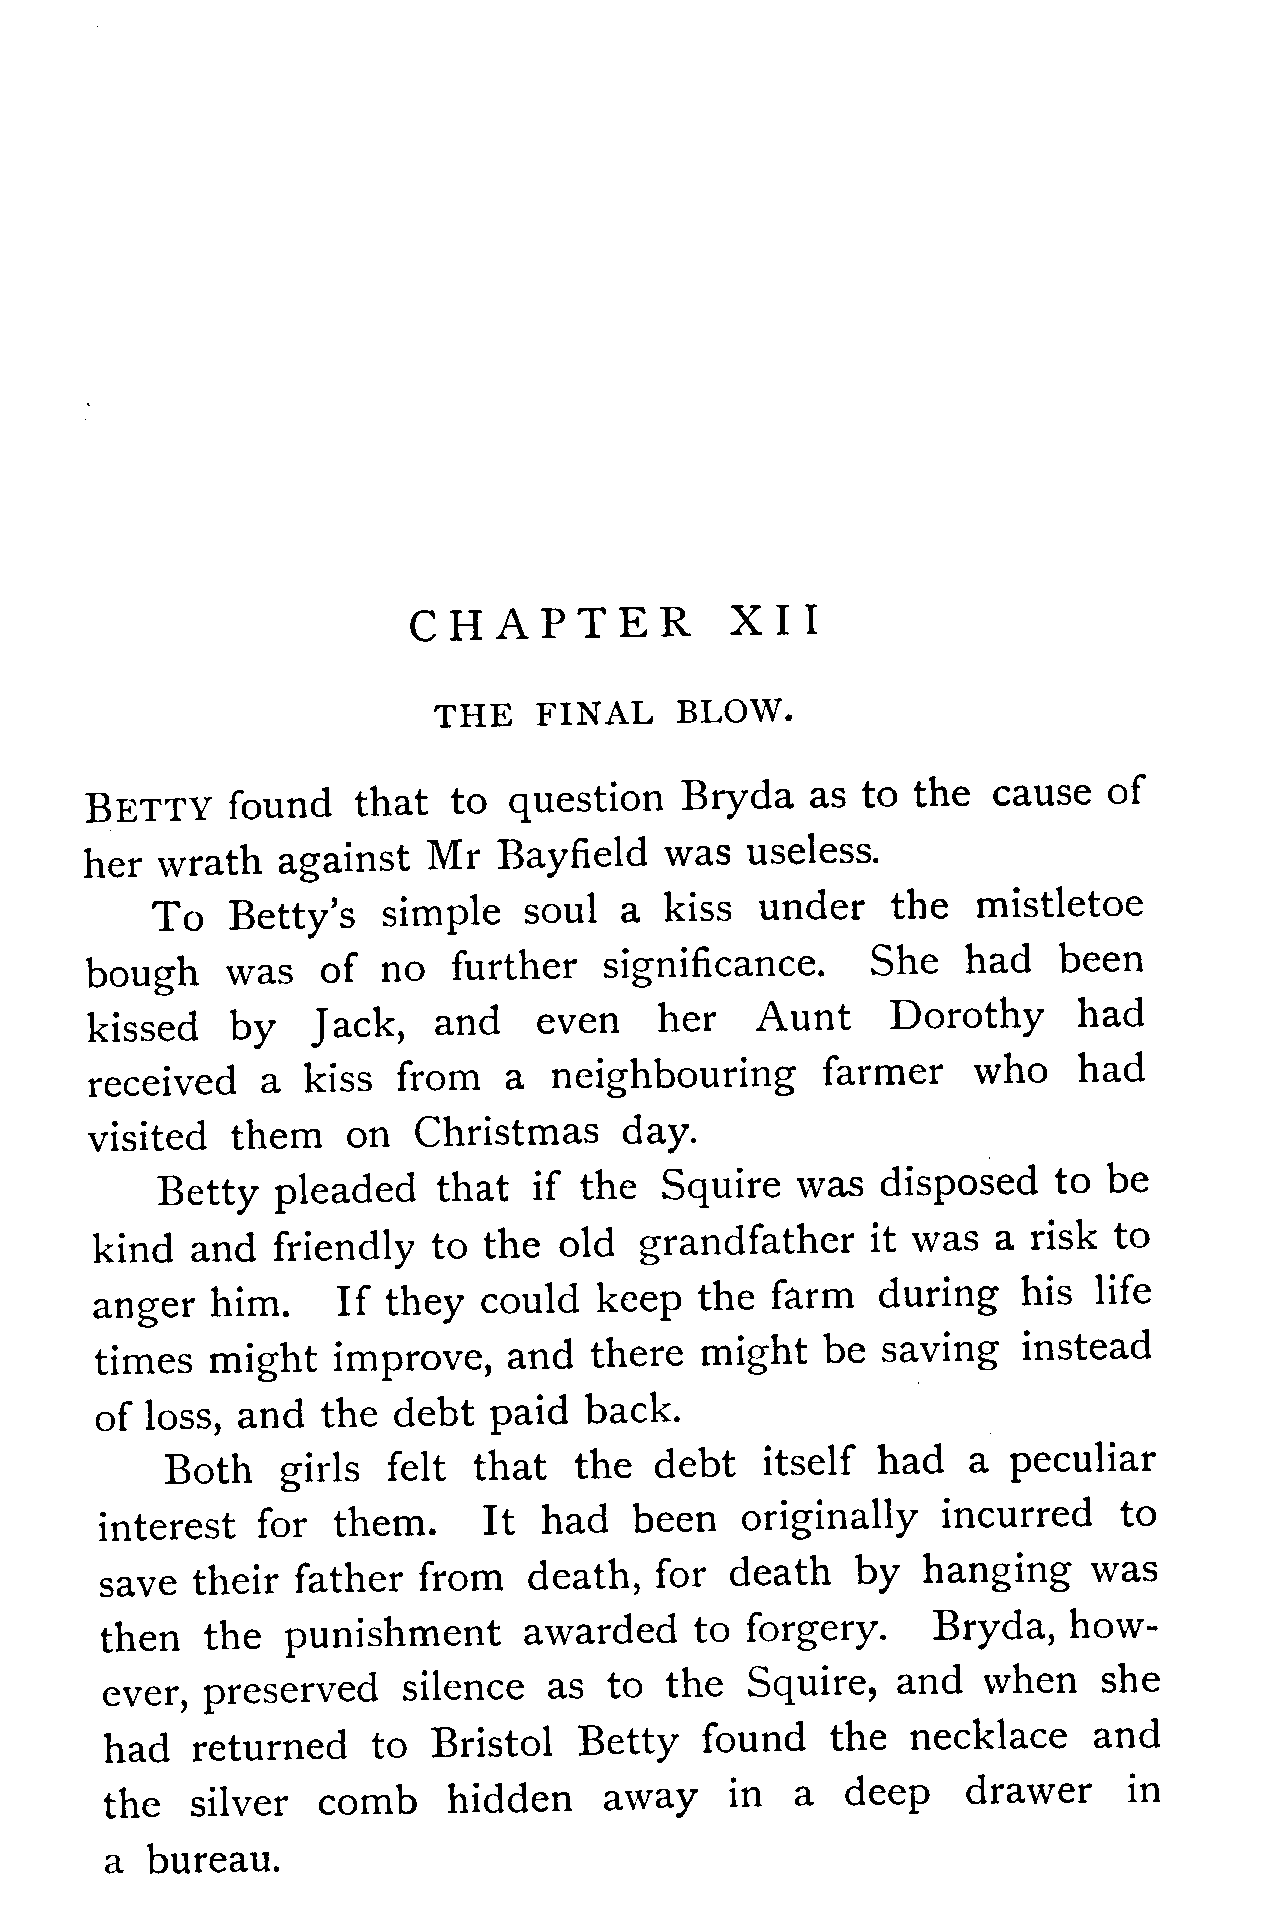 CHAPTER XII
THE FINAL BLOW.
BETTY found that to question Bryda as to the cause of
her wrath against Mr Bayfield was useless.
To Betty's simple soul a kiss under the mistletoe
bough was of no further significance. She had been
kissed by Jack, and even her Aunt Dorothy had
received a kiss from a neighbouring farmer who had
visited them on Christmas day.
Betty pleaded that if the Squire was disposed to be
kind and friendly to the old grandfather it was a risk to
anger him. If they could keep the farm during his life
times might improve, and there might be saving instead
of loss, and the debt paid back.
Both girls felt that the debt itself had a peculiar
interest for them. It had been originally incurred to
save their father from death, for death by hanging was
then the punishment awarded to forgery. Bryda, how-
ever, preserved silence as to the Squire, and when she
had returned to Bristol Betty found the necklace and
the silver comb hidden away in a deep drawer in
a bureau.